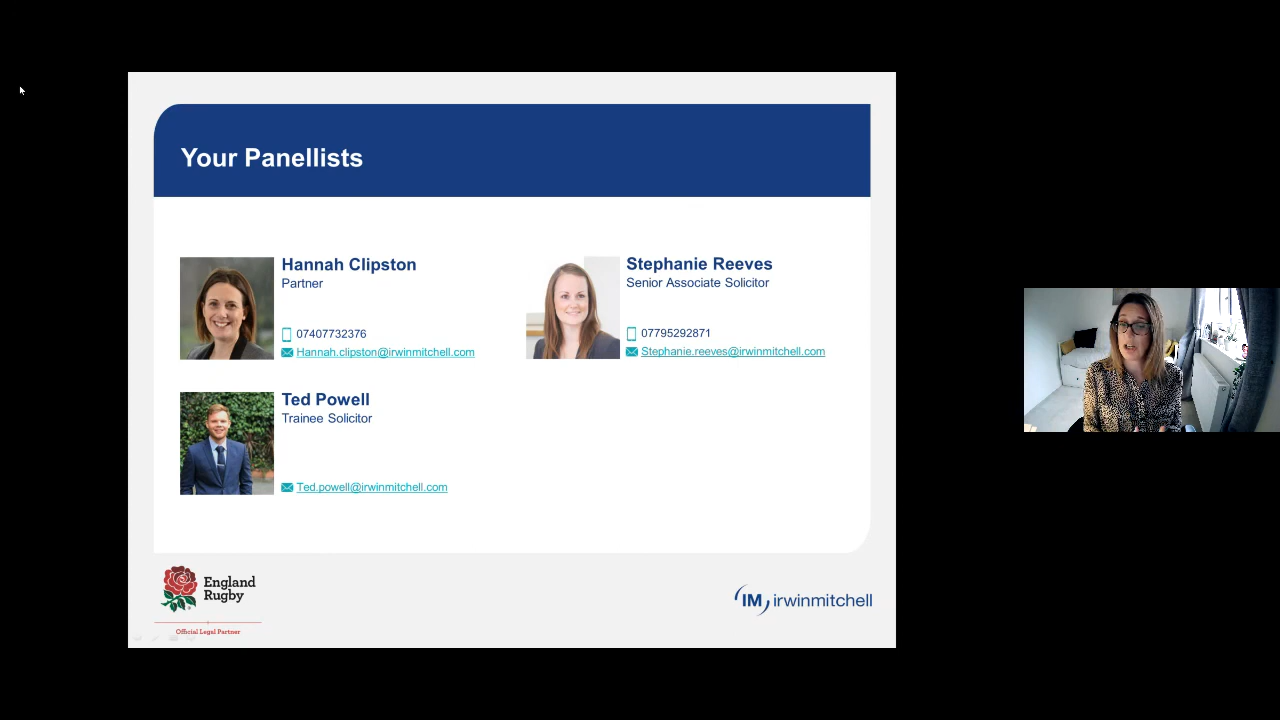 Your Panellists
Hannah Clipston
Partner
07407732376
Hannah.clipston@irwinmitchell.com
Stephanie Reeves
Senior Associate Solicitor
07795292871
Stephanie.reeves@irwinmitchell.com
Ted Powell
Trainee Solicitor
Ted.powell@irwinmitchell.com
England
Rugby
Official Legal Partner
IM irwinmitchell